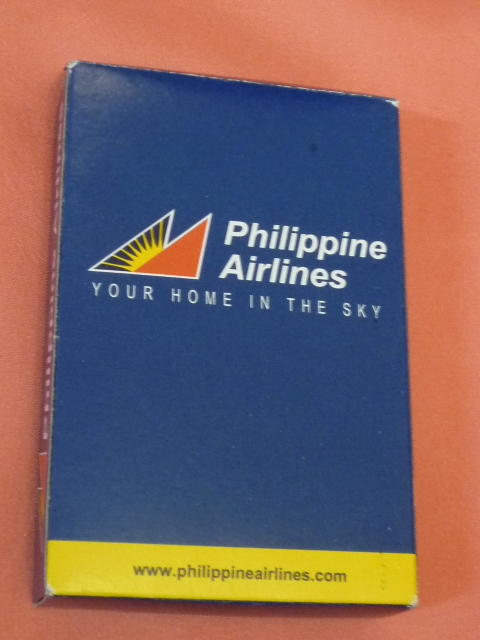 Philippine
Airlines
YOUR HOME IN THE SKY
www.philippineairlines.com